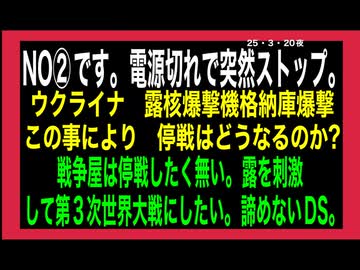 25・3・20夜
NO②です。電源切れで突然ストップ。
ウクライナ　露核爆撃機格納庫爆撃
この事により　停戦はどうなるのか?
戦争屋は停戦したく無い。露を刺激
して第3次世界大戦にしたい。諦めないDS。